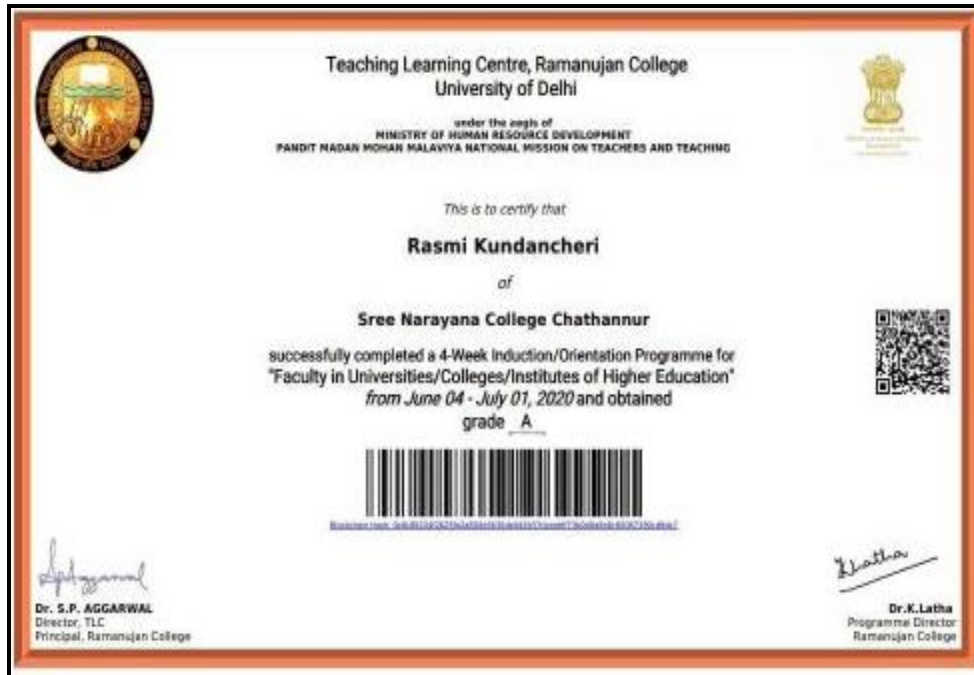 Teaching Learning Centre, Ramanujan College
University of Delhi
under the aegis of
MINISTRY OF HUMAN RESOURCE DEVELOPMENT
PANDIT MADAN MOHAN MALAVIYA NATIONAL MISSION ON TEACHERS AND TEACHING
This is to certify that
Rasmi Kundancheri
of
Sree Narayana College Chathannur
successfully completed a 4-Week Induction/Orientation Programme for
"Faculty in Universities/Colleges/Institutes of Higher Education"
from June 04 - July 01, 2020 and obtained
grade A
SpAggarwal
Dr. S.P. AGGARWAL
Director, TLC
Principal, Ramanujan College
KLatha
Dr.K.Latha
Programme Director
Ramanujan College